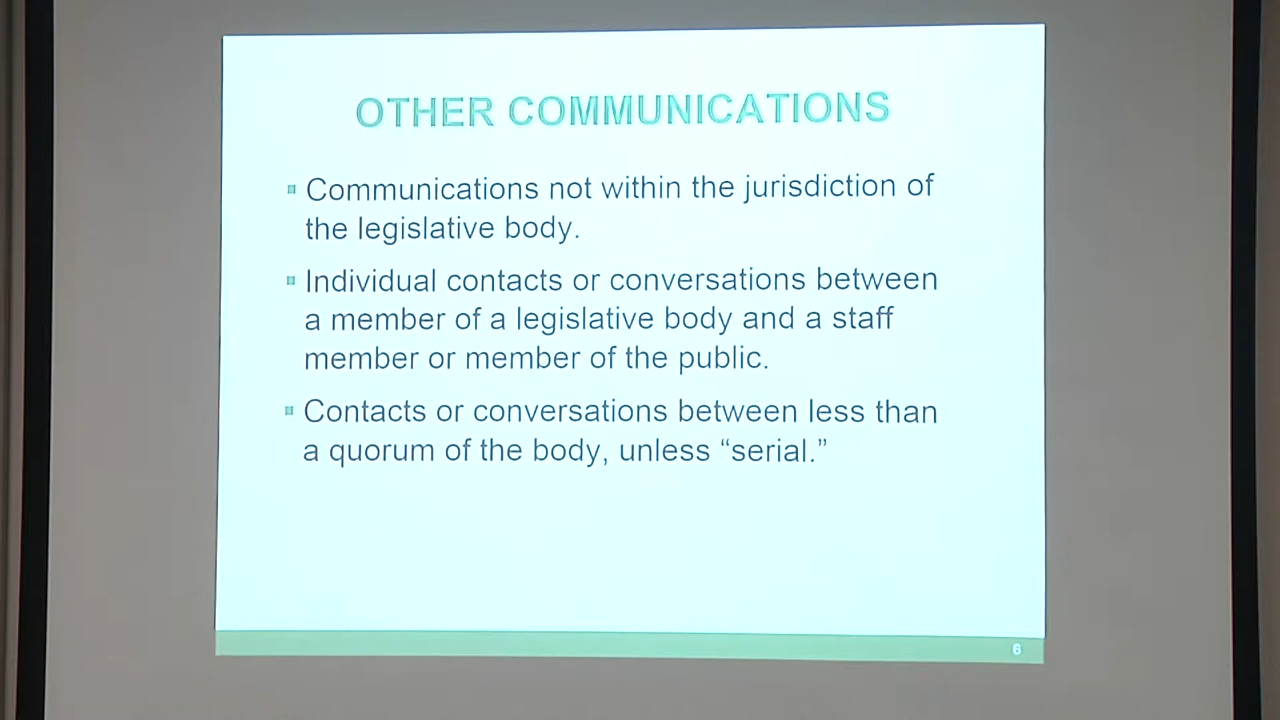 OTHER COMMUNICATIONS
▪ Communications not within the jurisdiction of
the legislative body.
▪ Individual contacts or conversations between
a member of a legislative body and a staff
member or member of the public.
▪ Contacts or conversations between less than
a quorum of the body, unless “serial.”
6